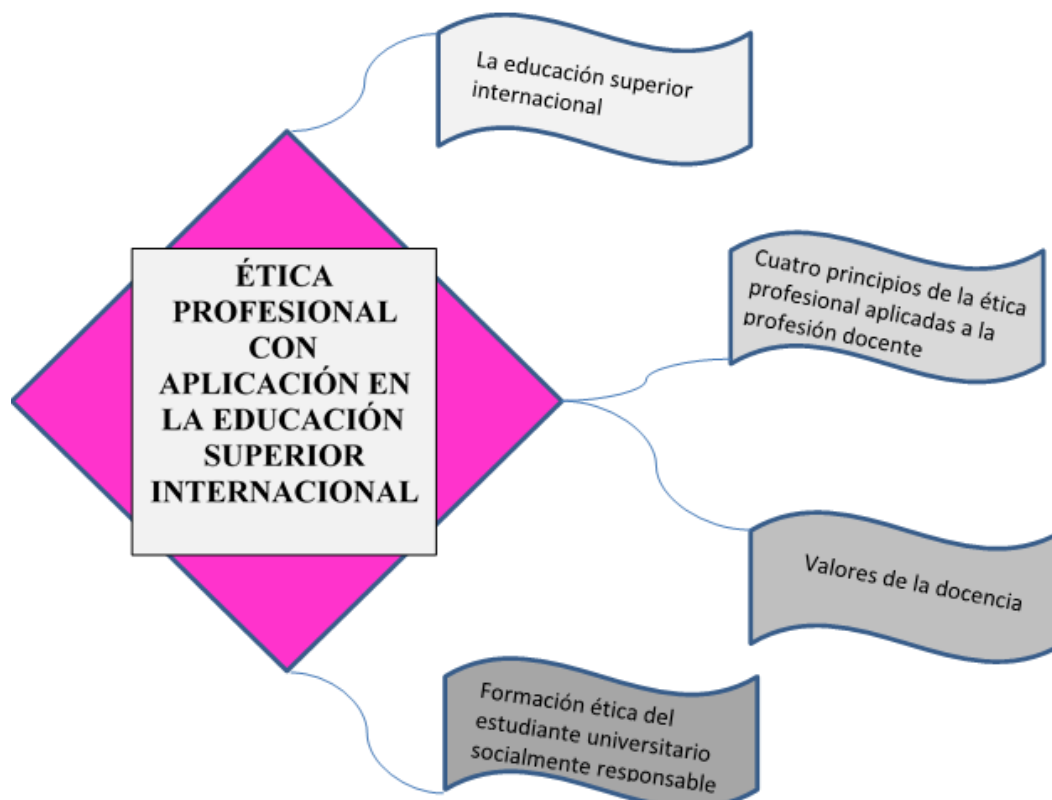 La educación superior
internacional
ÉTICA
PROFESIONAL
CON
APLICACIÓN EN
LA EDUCACIÓN
SUPERIOR
INTERNACIONAL
Cuatro principios de la ética
profesional aplicadas a la
profesión docente
Valores de la docencia
Formación ética del
estudiante universitario
socialmente responsable